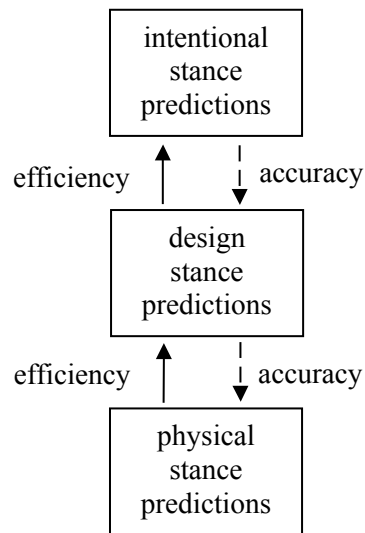 intentional
stance
predictions
efficiency
accuracy
design
stance
predictions
efficiency
accuracy
physical
stance
predictions